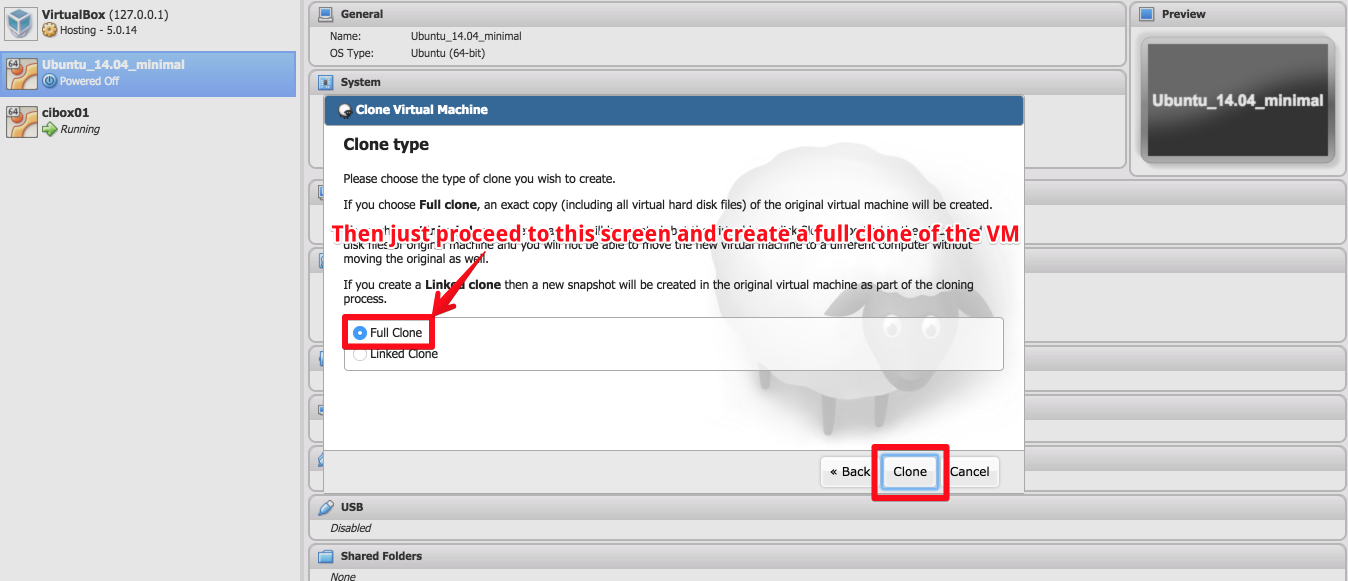 VirtualBox (127.0.0.1)
Hosting - 5.0.14
64
Ubuntu_14.04_minimal
Powered Off
64
cibox01
Running
General
Name: Ubuntu_14.04_minimal
OS Type: Ubuntu (64-bit)
System
Preview
Ubuntu_14.04_minimal
Clone Virtual Machine
Clone type
Please choose the type of clone you wish to create.
If you choose Full clone, an exact copy (including all virtual hard disk files) of the original virtual machine will be created.
Then just proceed to this screen and create a full clone of the VM
disk files of original machine and you will not be able to move the new virtual machine to a different computer without
moving the original as well.
If you create a Linked clone then a new snapshot will be created in the original virtual machine as part of the cloning
process.
Full Clone
Linked Clone
« Back
Clone
Cancel
USB
Disabled
Shared Folders
None